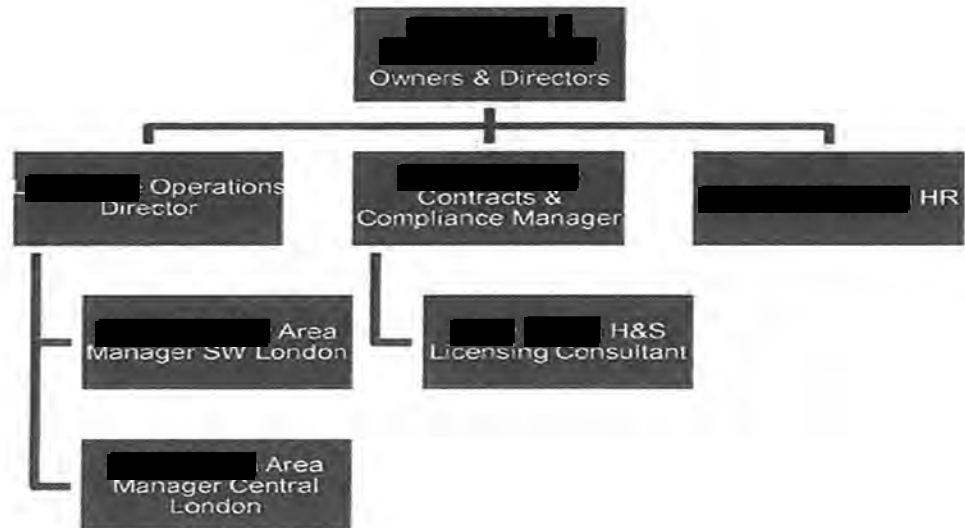 Owners & Directors
Operations
Director
Contracts &
Compliance Manager
HR
Area
Manager SW London
H&S
Licensing Consultant
Area
Manager Central
London